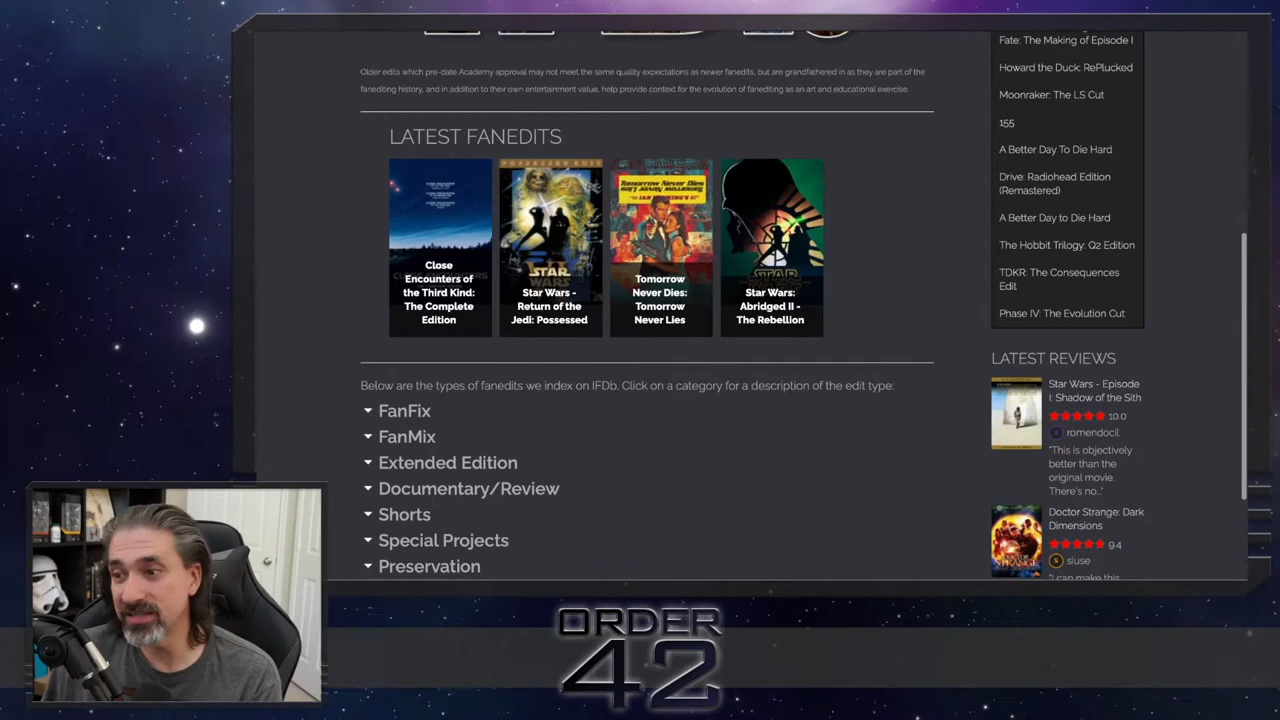 Older edits which pre-date Academy approval may not meet the same quality expectations as newer fanedits, but are grandfathered in as they are part of the
fanediting history, and in addition to their own entertainment value, help provide context for the evolution of fanediting as an art and educational exercise.
LATEST FANEDITS
Close
Encounters of
the Third Kind:
The Complete
Edition
STAR
WARS
Star Wars -
Return of the
Jedi: Possessed
Tomorrow Never Dies
Tomorrow
Never Dies:
Tomorrow
Never Lies
STAR
Star Wars:
Abridged II -
The Rebellion
Below are the types of fanedits we index on IFDb. Click on a category for a description of the edit type:
FanFix
FanMix
Extended Edition
Documentary/Review
Shorts
Special Projects
Preservation
Fate: The Making of Episode I
Howard the Duck: RePlucked
Moonraker: The LS Cut
155
A Better Day To Die Hard
Drive: Radiohead Edition
(Remastered)
A Better Day to Die Hard
The Hobbit Trilogy: Q2 Edition
TDKR: The Consequences
Edit
Phase IV: The Evolution Cut
LATEST REVIEWS
Star Wars - Episode
I: Shadow of the Sith
10.0
romendocil
"This is objectively
better than the
original movie.
There's no..."
Doctor Strange: Dark
Dimensions
9.4
S
siuse
"I can make this
ORDER
42